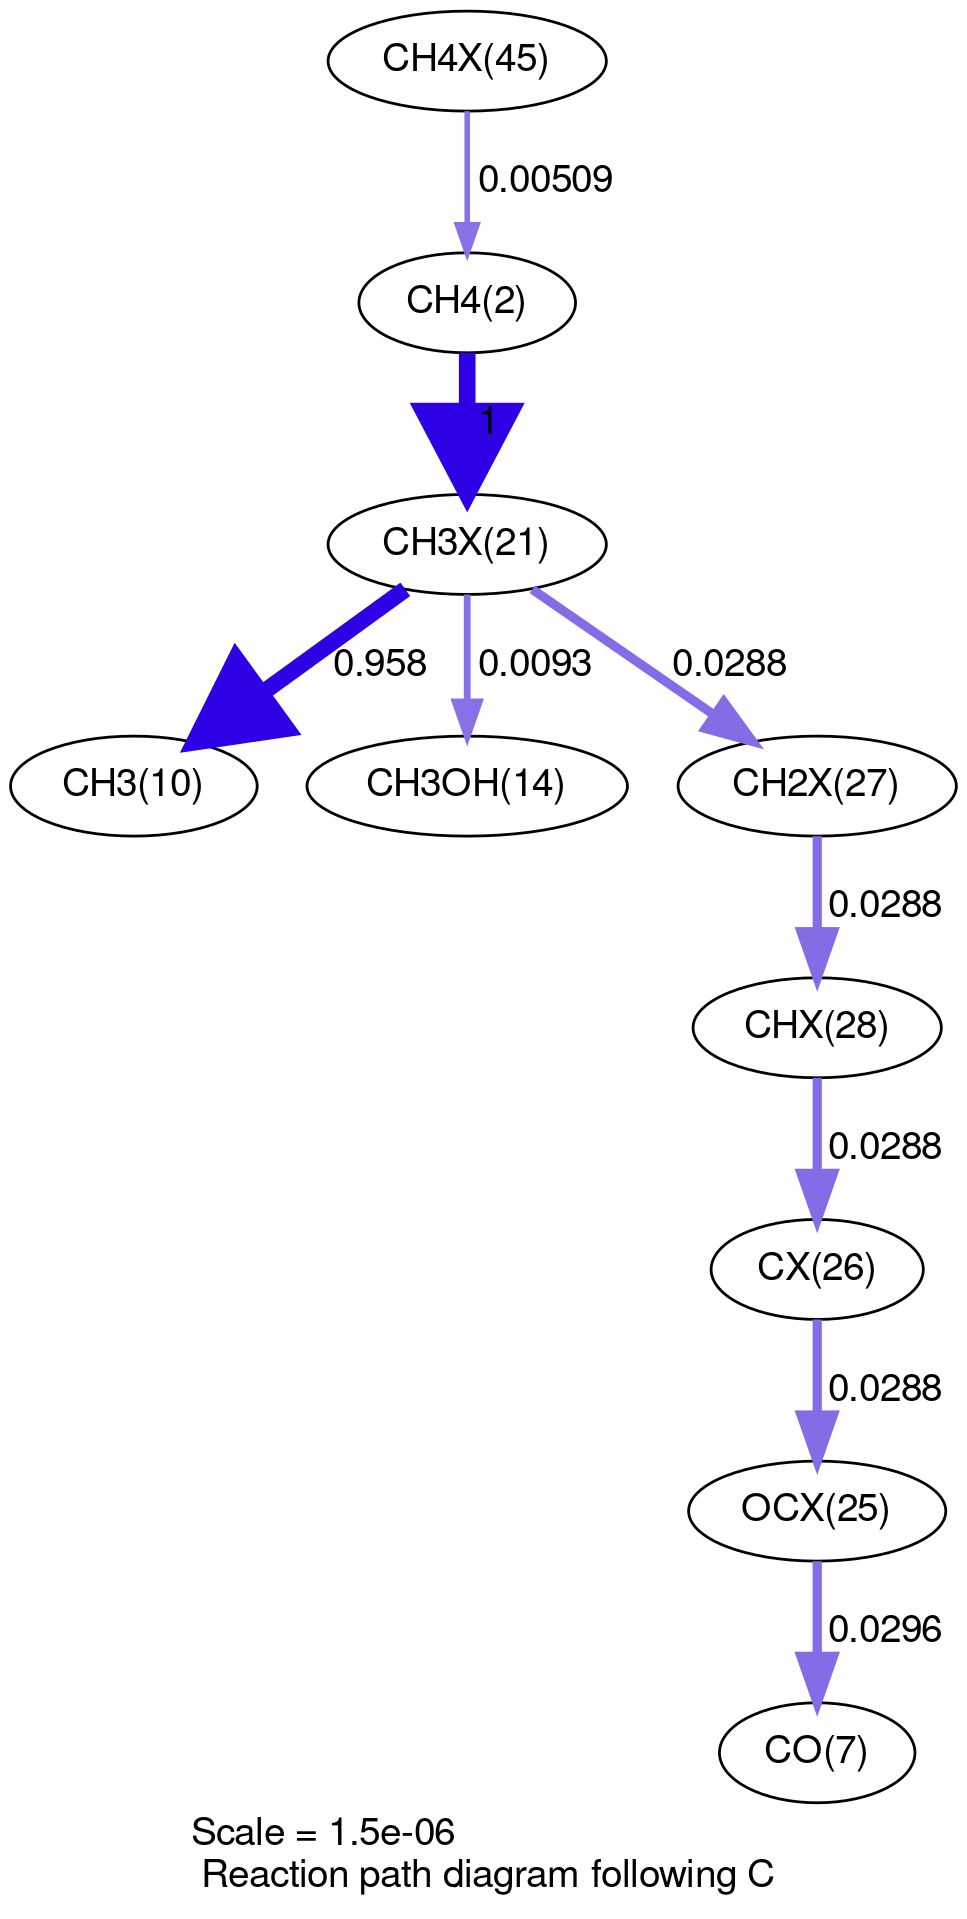 CH4X(45)
0.00509
CH4(2)
1
CH3X(21)
0.958
0.0093
0.0288
CH3(10)
CH3OH(14)
CH2X(27)
0.0288
CHX(28)
0.0288
CX(26)
0.0288
OCX(25)
0.0296
CO(7)
Scale = 1.5e-06
Reaction path diagram following C